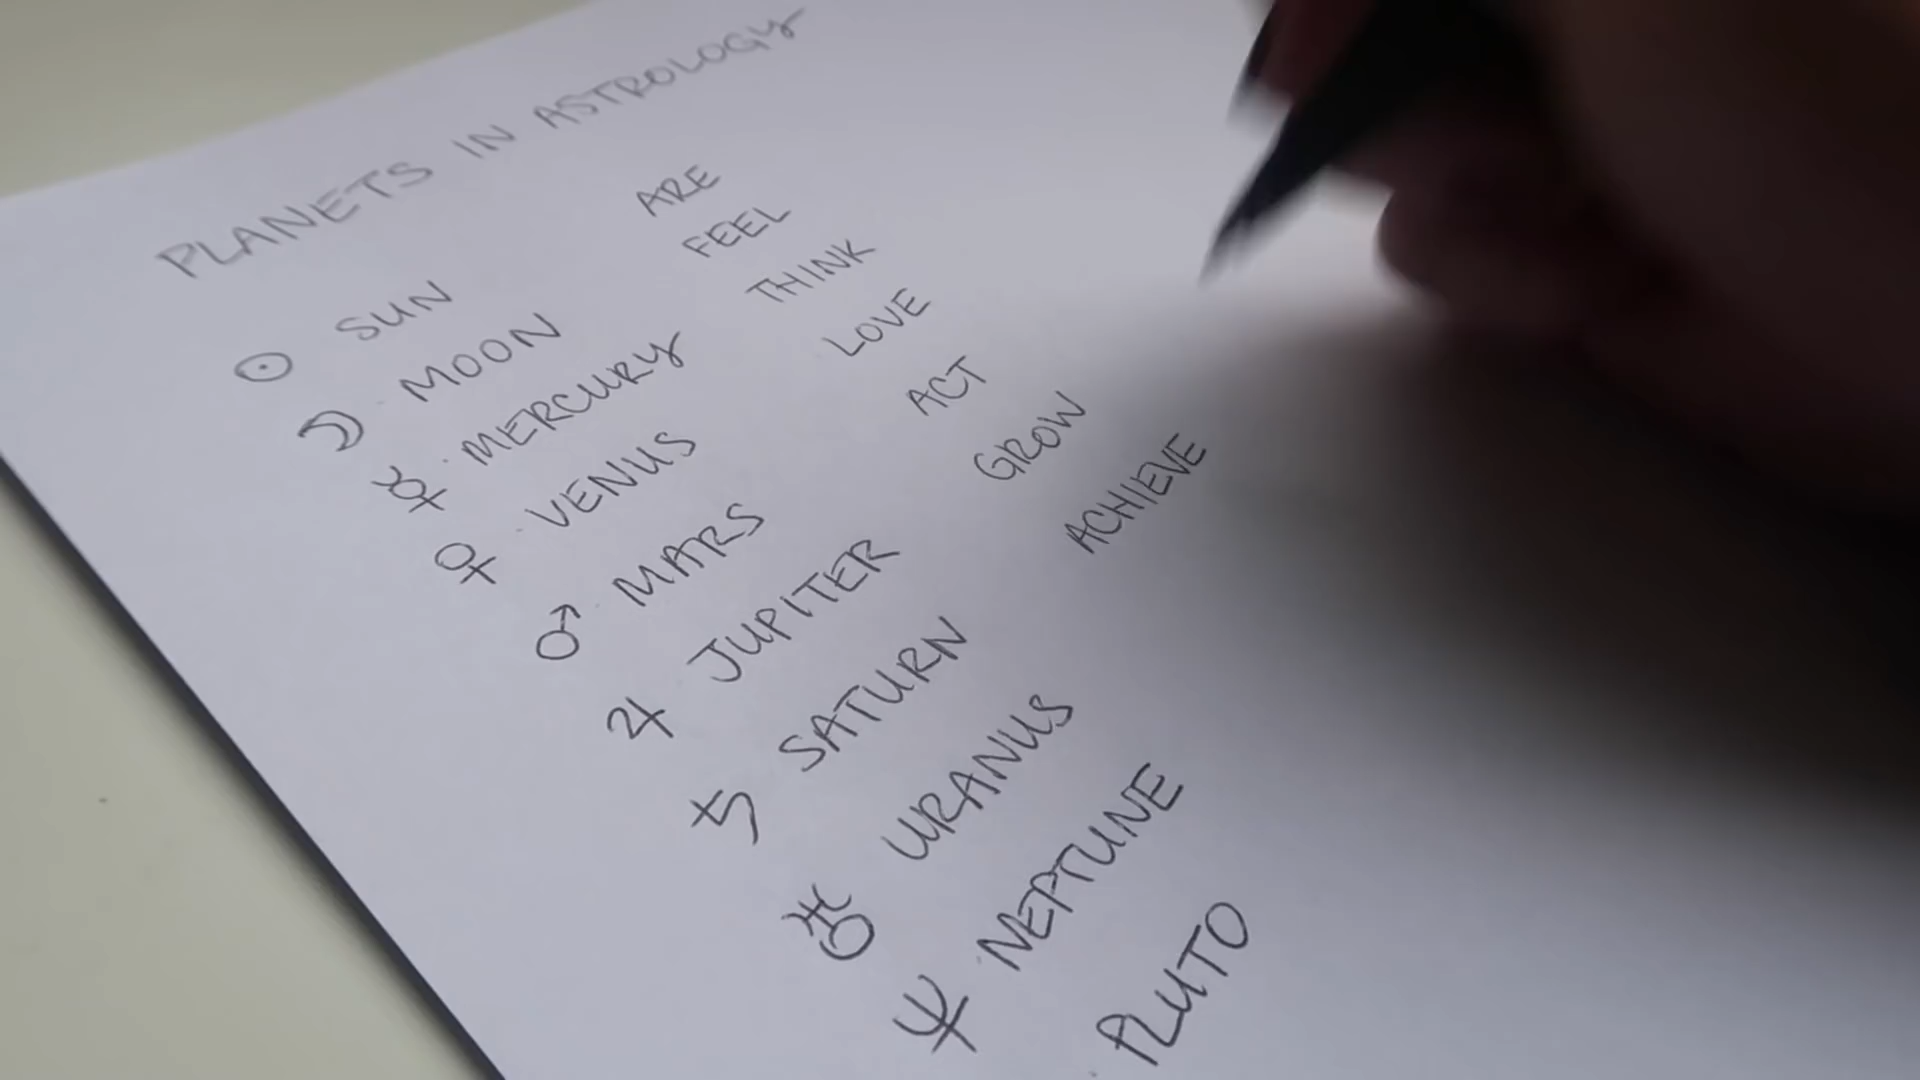 PLANETS IN ASTROLOGY
☉ SUN ARE
☽ MOON FEEL
☿ MERCURY THINK
♀ VENUS LOVE
♂ MARS ACT
♃ JUPITER GROW
♄ SATURN ACHIEVE
♅ URANUS
♆ NEPTUNE
PLUTO